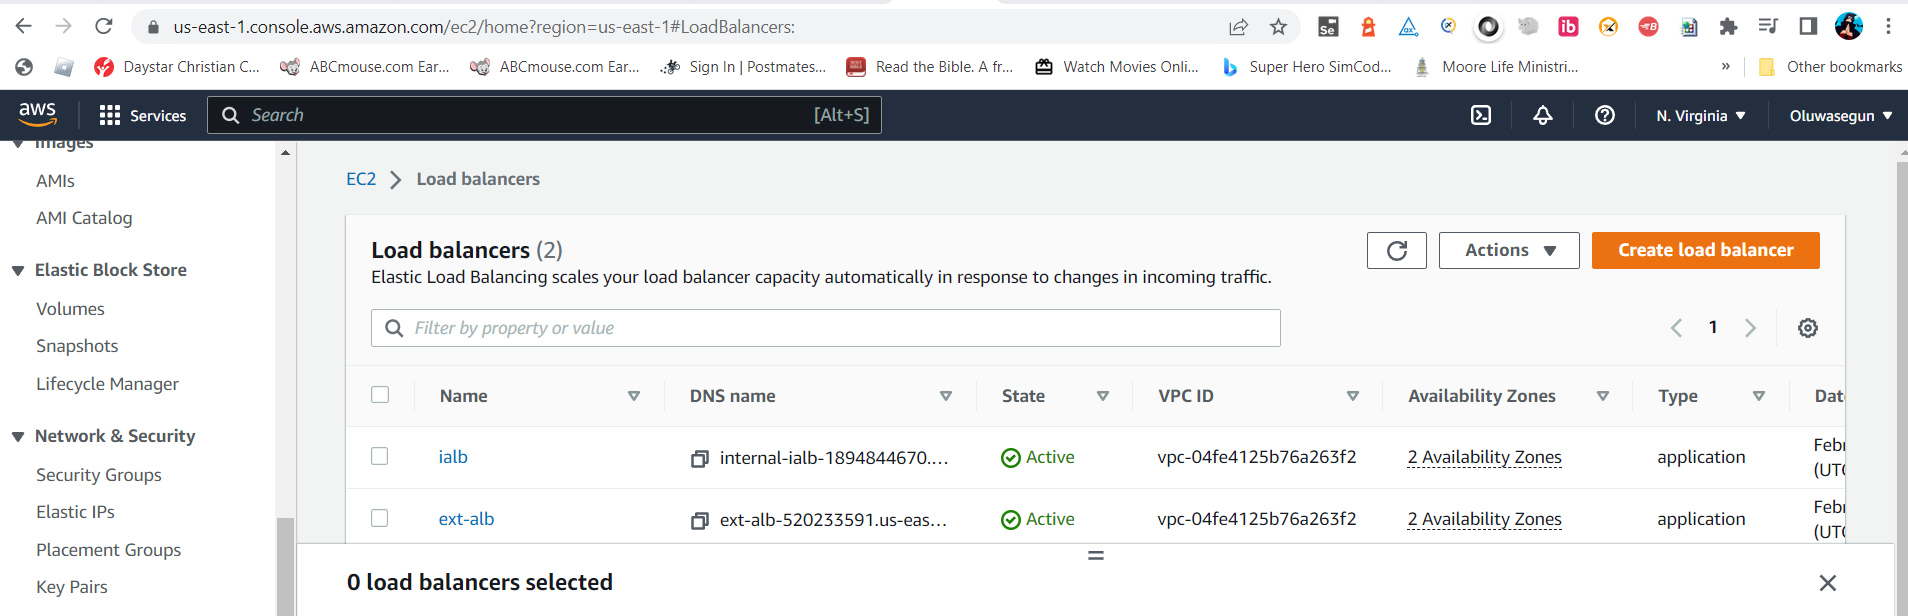 us-east-1.console.aws.amazon.com/ec2/home?region=us-east-1#LoadBalancers:
Daystar Christian C... ABCmouse.com Ear... ABCmouse.com Ear... Sign In | Postmates... Read the Bible. A fr... Watch Movies Onli... Super Hero SimCod... Moore Life Ministri... » Other bookmarks
aws Services Search [Alt+S] N. Virginia Oluwasegun
Images
AMIs
AMI Catalog
Elastic Block Store
Volumes
Snapshots
Lifecycle Manager
Network & Security
Security Groups
Elastic IPs
Placement Groups
Key Pairs
EC2 Load balancers
Load balancers (2)
Actions Create load balancer
Elastic Load Balancing scales your load balancer capacity automatically in response to changes in incoming traffic.
Filter by property or value 1
Name DNS name State VPC ID Availability Zones Type Dat
ialb internal-ialb-1894844670.... Active vpc-04fe4125b76a263f2 2 Availability Zones application Febr
(UTC
ext-alb ext-alb-520233591.us-eas... Active vpc-04fe4125b76a263f2 2 Availability Zones application Febr
(UTC
0 load balancers selected